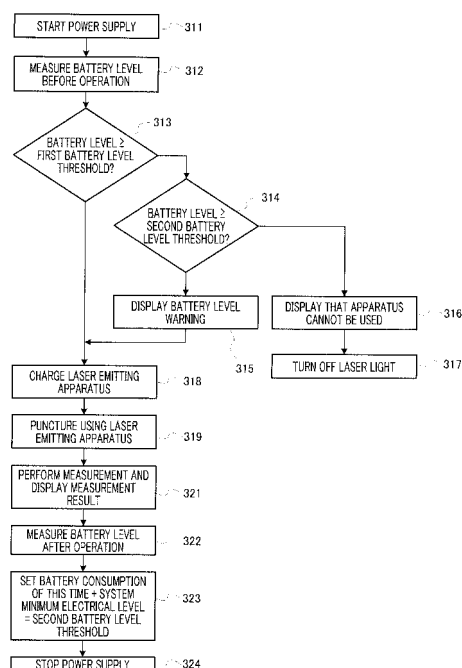 START POWER SUPPLY
311
MEASURE BATTERY LEVEL
BEFORE OPERATION
312
313
BATTERY LEVEL ≥
FIRST BATTERY LEVEL
THRESHOLD?
314
BATTERY LEVEL ≥
SECOND BATTERY
LEVEL THRESHOLD?
DISPLAY BATTERY LEVEL
WARNING
315
DISPLAY THAT APPARATUS
CANNOT BE USED
316
TURN OFF LASER LIGHT
317
CHARGE LASER EMITTING
APPARATUS
318
PUNCTURE USING LASER
EMITTING APPARATUS
319
PERFORM MEASUREMENT AND
DISPLAY MEASUREMENT
RESULT
321
MEASURE BATTERY LEVEL
AFTER OPERATION
322
SET BATTERY CONSUMPTION
OF THIS TIME + SYSTEM
MINIMUM ELECTRICAL LEVEL
= SECOND BATTERY LEVEL
THRESHOLD
323
STOP POWER SUPPLY
324